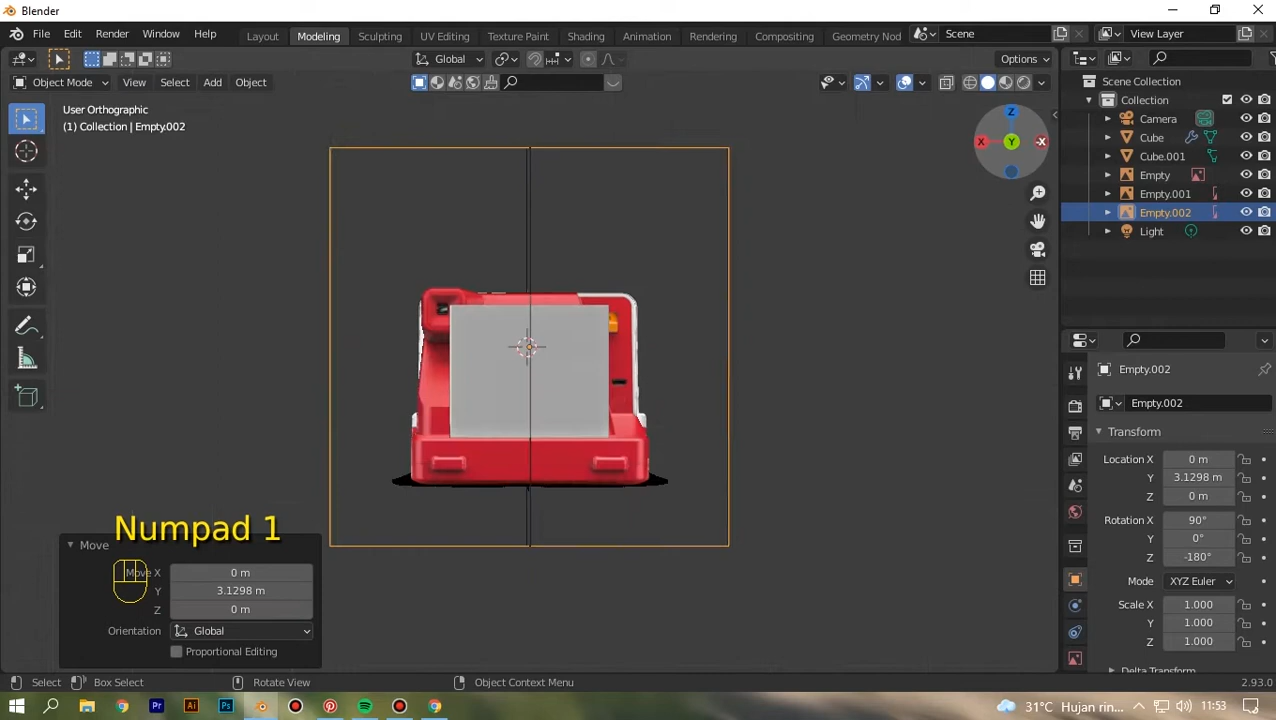 Blender
File Edit Render Window Help
Layout Modeling Sculpting UV Editing Texture Paint Shading Animation Rendering Compositing Geometry Nod
Scene
View Layer
Global
Options
Object Mode View Select Add Object
User Orthographic
(1) Collection | Empty.002
Z
X Y -X
Scene Collection
Collection
Camera
Cube
Cube.001
Empty
Empty.001
Empty.002
Light
Empty.002
Empty.002
Transform
Location X 0 m
Y 3.1298 m
Z 0 m
Rotation X 90°
Y 0°
Z -180°
Mode XYZ Euler
Scale X 1.000
Y 1.000
Z 1.000
Delta Transform
Numpad 1
Move
Move X 0 m
Y 3.1298 m
Z 0 m
Orientation Global
Proportional Editing
Select Box Select Rotate View Object Context Menu 2.93.0
Pr Ai Ps
31°C Hujan rin... 11:53